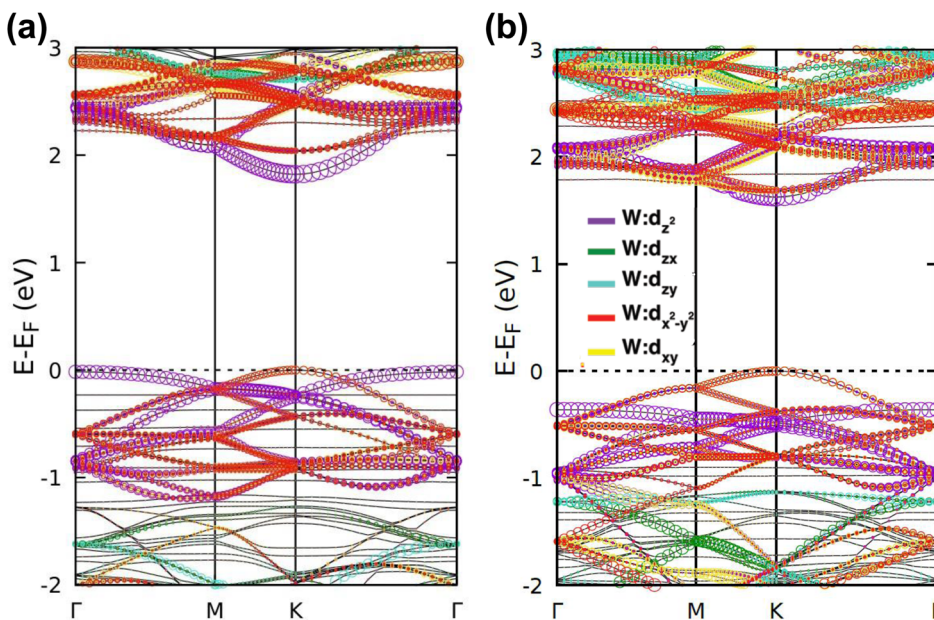 (a)
(b)
3
2
1
0
-1
-2
E-E_F (eV)
Γ
M
K
Γ
3
2
1
0
-1
-2
E-E_F (eV)
W:d_z²
W:d_zx
W:d_zy
W:d_x²-y²
W:d_xy
Γ
M
K